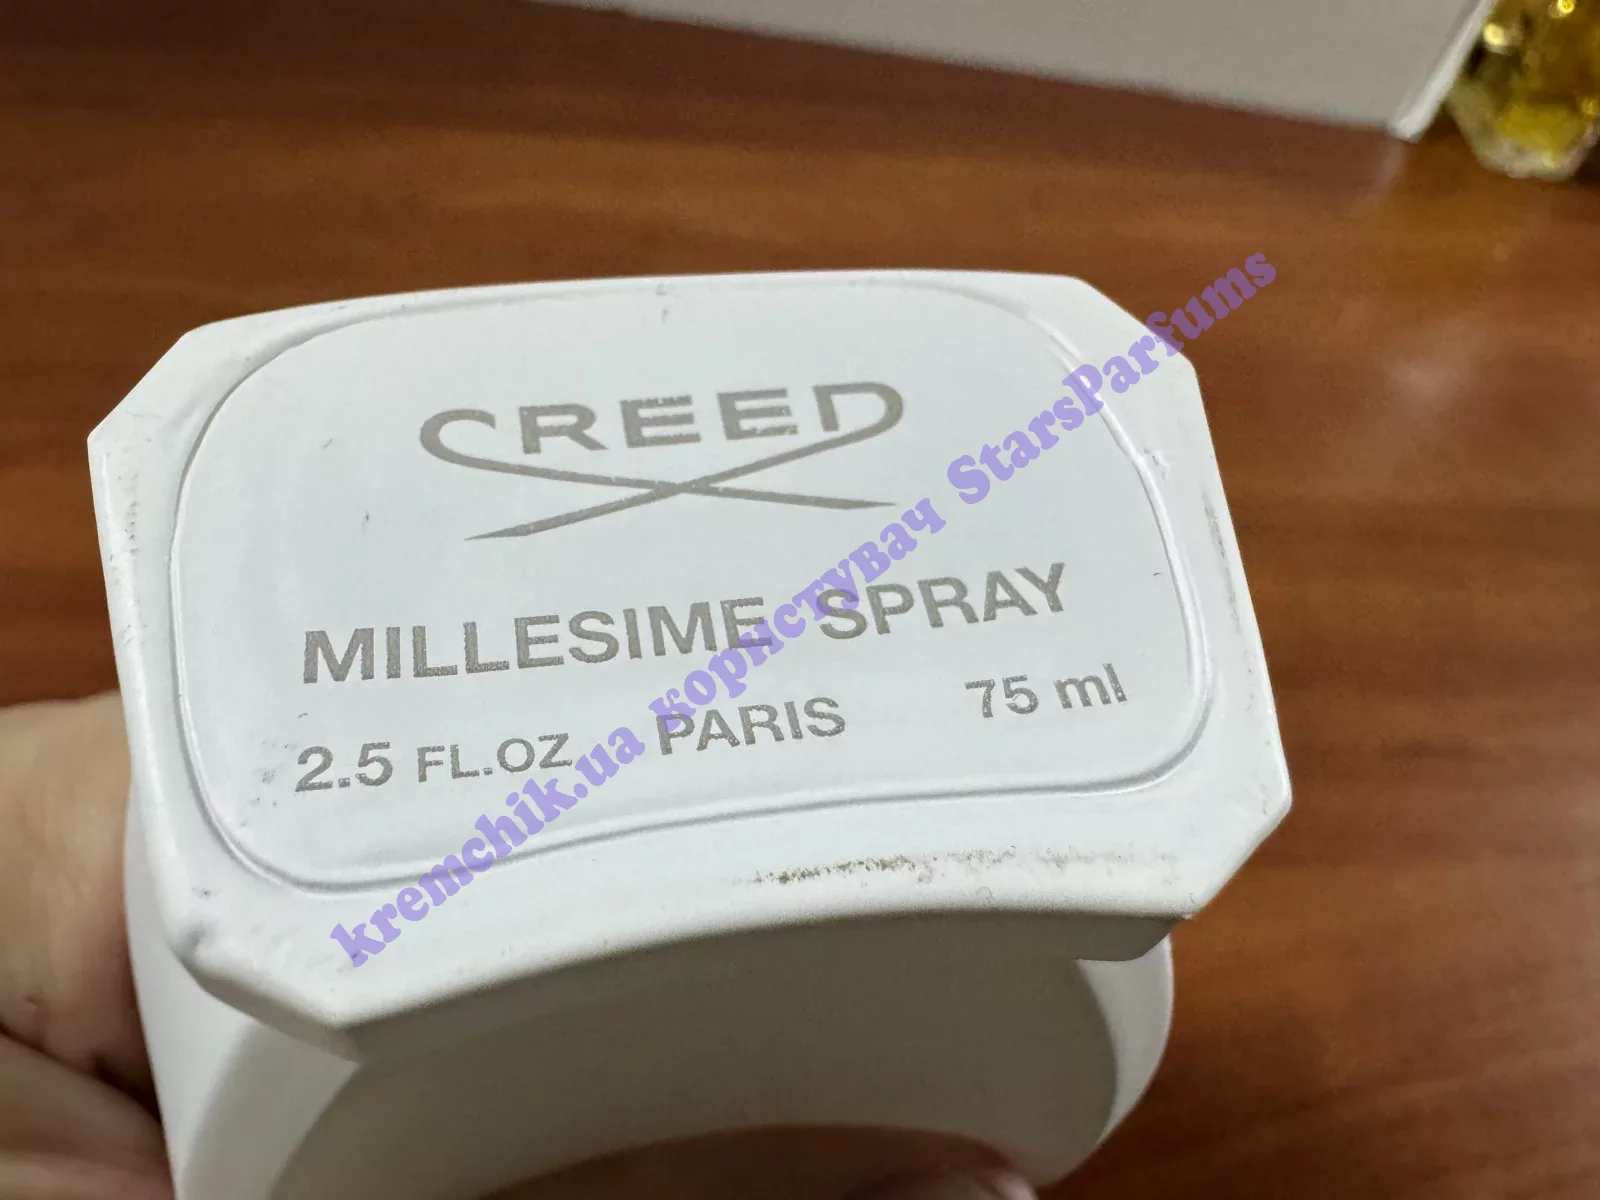 CREED
MILLESIME SPRAY
2.5 FL.OZ PARIS 75 ml
kremchik.ua користувач StarsParfums